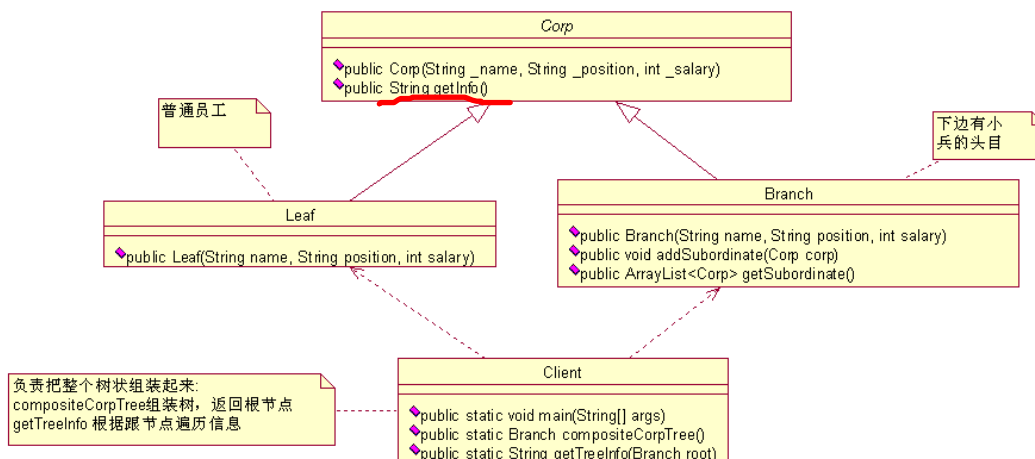 Corp
public Corp(String _name, String _position, int _salary)
public String getInfo()
普通员工
下边有小
兵的头目
Leaf
public Leaf(String name, String position, int salary)
Branch
public Branch(String name, String position, int salary)
public void addSubordinate(Corp corp)
public ArrayList<Corp> getSubordinate()
负责把整个树状组装起来:
compositeCorpTree组装树，返回根节点
getTreeInfo 根据跟节点遍历信息
Client
public static void main(String[] args)
public static Branch compositeCorpTree()
public static String getTreeInfo(Branch root)